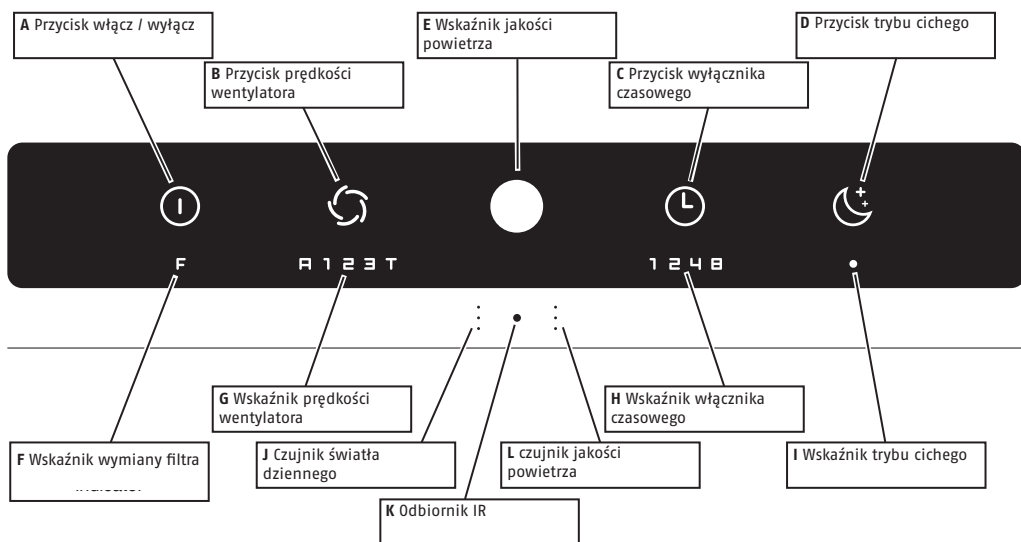 A Przycisk włącz / wyłącz
E Wskaźnik jakości
powietrza
D Przycisk trybu cichego
B Przycisk prędkości
wentylatora
C Przycisk wyłącznika
czasowego
F
A 1 2 3 T
1 2 4 8
G Wskaźnik prędkości
wentylatora
H Wskaźnik włącznika
czasowego
F Wskaźnik wymiany filtra
J Czujnik światła
dziennego
L czujnik jakości
powietrza
I Wskaźnik trybu cichego
K Odbiornik IR